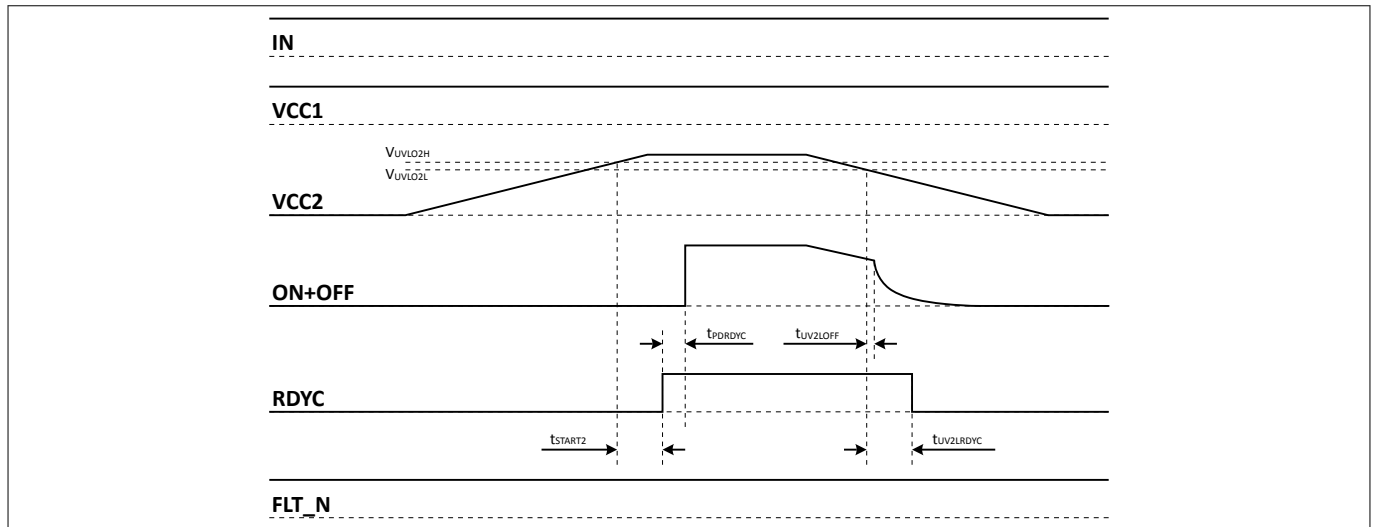 IN
VCC1
VUVLO2H
VUVLO2L
VCC2
ON+OFF
tPDRDYC
tUV2LOFF
RDYC
tSTART2
tUV2LRDYC
FLT_N